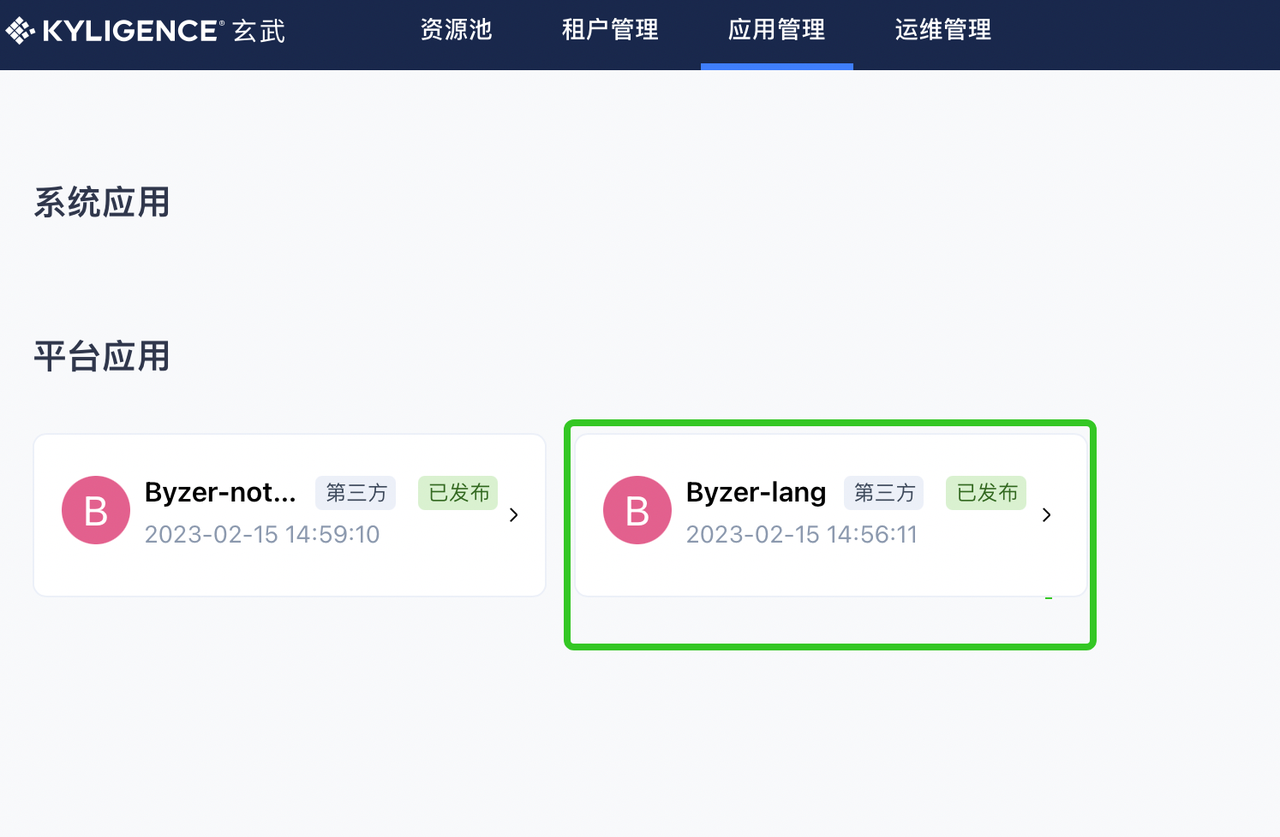 KYLIGENCE® 玄武 资源池 租户管理 应用管理 运维管理
系统应用
平台应用
B Byzer-not... 第三方 已发布
2023-02-15 14:59:10
B Byzer-lang 第三方 已发布
2023-02-15 14:56:11